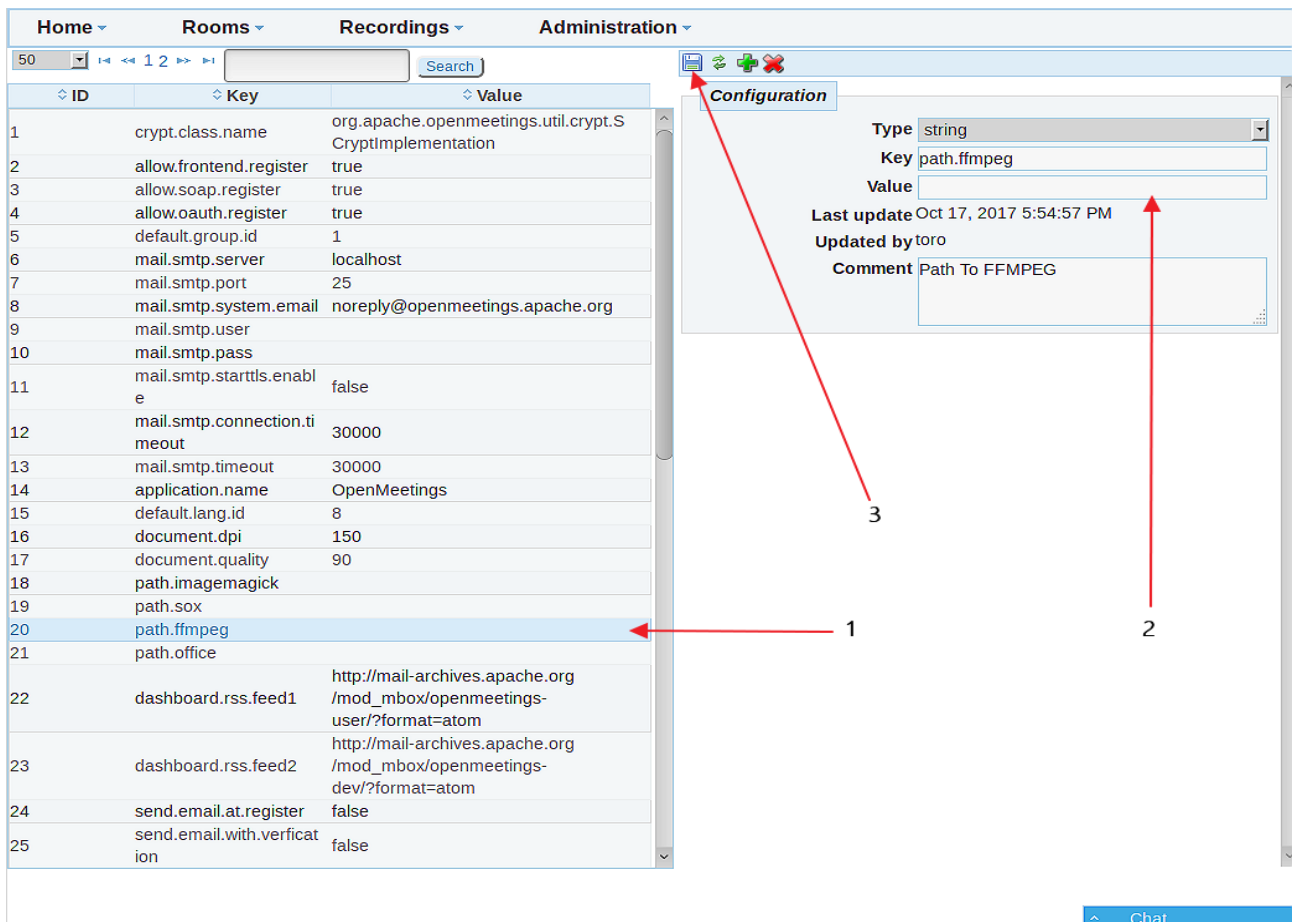 Home Rooms Recordings Administration
50 1 2 Search
ID Key Value
1 crypt.class.name org.apache.openmeetings.util.crypt.S
CryptImplementation
2 allow.frontend.register true
3 allow.soap.register true
4 allow.oauth.register true
5 default.group.id 1
6 mail.smtp.server localhost
7 mail.smtp.port 25
8 mail.smtp.system.email noreply@openmeetings.apache.org
9 mail.smtp.user
10 mail.smtp.pass
11 mail.smtp.starttls.enabl
e false
12 mail.smtp.connection.ti
meout 30000
13 mail.smtp.timeout 30000
14 application.name OpenMeetings
15 default.lang.id 8
16 document.dpi 150
17 document.quality 90
18 path.imagemagick
19 path.sox
20 path.ffmpeg
21 path.office
22 dashboard.rss.feed1 http://mail-archives.apache.org
/mod_mbox/openmeetings-
user/?format=atom
23 dashboard.rss.feed2 http://mail-archives.apache.org
/mod_mbox/openmeetings-
dev/?format=atom
24 send.email.at.register false
25 send.email.with.verficat
ion false
Configuration
Type string
Key path.ffmpeg
Value
Last update Oct 17, 2017 5:54:57 PM
Updated by toro
Comment Path To FFMPEG
3
1
2
Chat